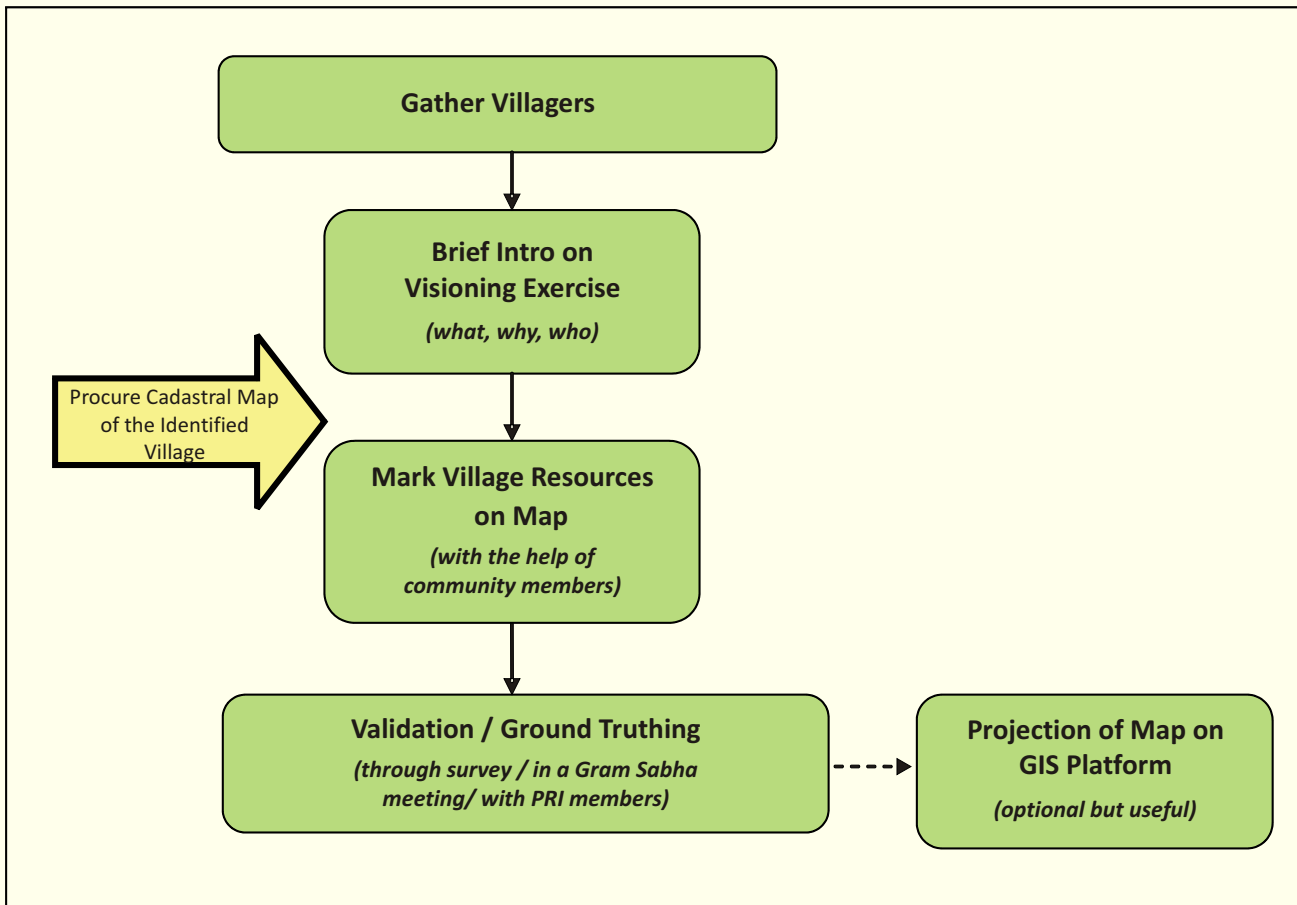 Gather Villagers
Brief Intro on
Visioning Exercise
(what, why, who)
Procure Cadastral Map
of the Identified
Village
Mark Village Resources
on Map
(with the help of
community members)
Validation / Ground Truthing
(through survey / in a Gram Sabha
meeting/ with PRI members)
Projection of Map on
GIS Platform
(optional but useful)